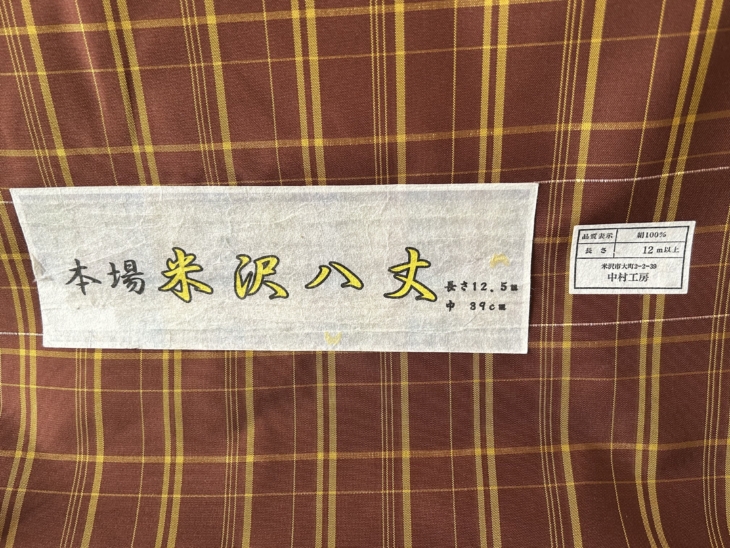 本場 米沢八丈
長さ12.5m
巾 39cm
品質表示 絹100%
長さ 12m以上
米沢市大町2-2-39
中村工房